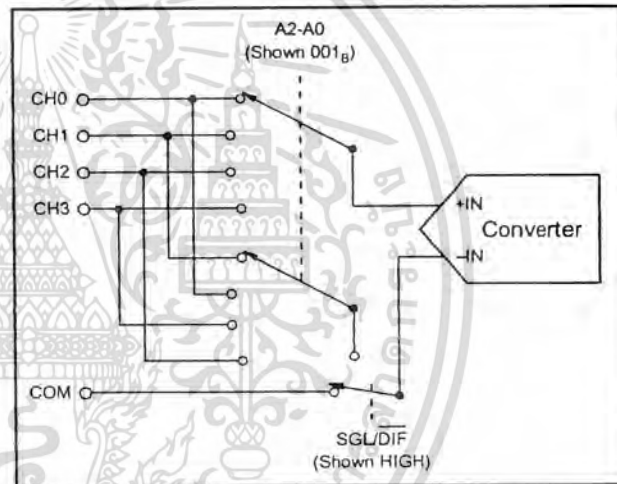 A2-A0
(Shown 001B)
CH0
CH1
CH2
CH3
+IN
Converter
–IN
COM
SGL/DIF
(Shown HIGH)